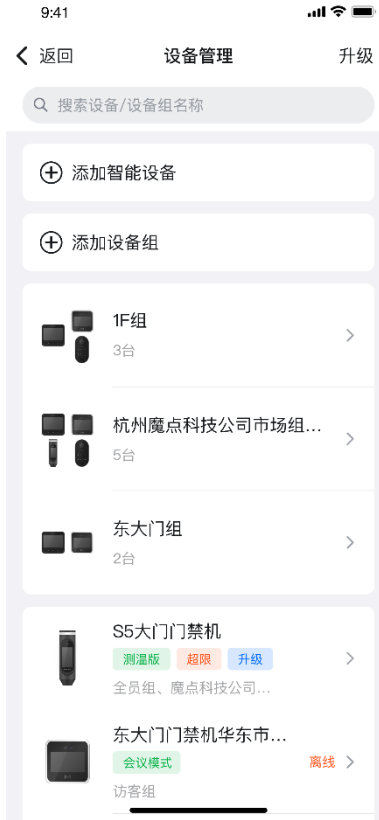 9:41
返回
设备管理
升级
搜索设备/设备组名称
添加智能设备
添加设备组
1F组
3台
杭州魔点科技公司市场组...
5台
东大门组
2台
S5大门门禁机
测温版 超限 升级
全员组、魔点科技公司...
东大门门禁机华东市...
会议模式
离线
访客组